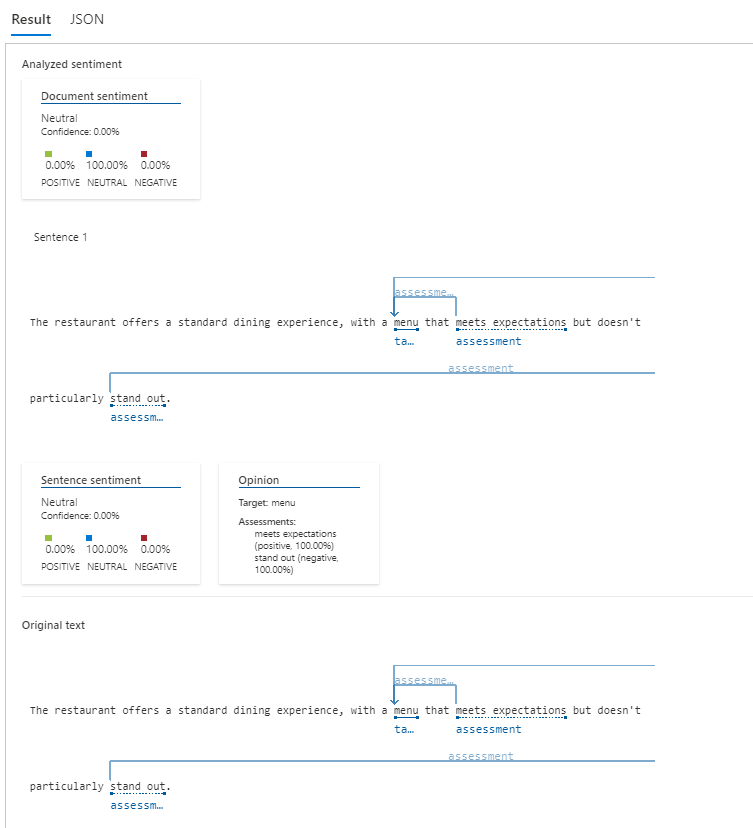 Result JSON
Analyzed sentiment
Document sentiment
Neutral
Confidence: 0.00%
0.00% 100.00% 0.00%
POSITIVE NEUTRAL NEGATIVE
Sentence 1
assessme…
The restaurant offers a standard dining experience, with a menu that meets expectations but doesn't
ta… assessment
assessment
particularly stand out.
assessm…
Sentence sentiment
Neutral
Confidence: 0.00%
0.00% 100.00% 0.00%
POSITIVE NEUTRAL NEGATIVE
Opinion
Target: menu
Assessments:
meets expectations
(positive, 100.00%)
stand out (negative,
100.00%)
Original text
assessme…
The restaurant offers a standard dining experience, with a menu that meets expectations but doesn't
ta… assessment
assessment
particularly stand out.
assessm…